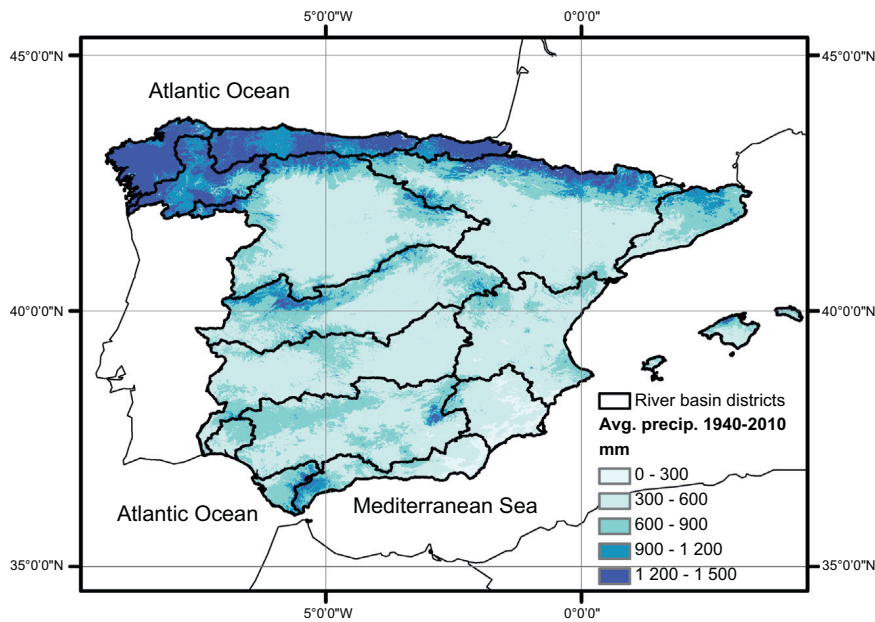 5°0'0"W 0°0'0"
45°0'0"N 45°0'0"N
Atlantic Ocean
40°0'0"N 40°0'0"N
River basin districts
Avg. precip. 1940-2010
mm
0 - 300
300 - 600
600 - 900
900 - 1 200
1 200 - 1 500
Mediterranean Sea
Atlantic Ocean
35°0'0"N 35°0'0"N
5°0'0"W 0°0'0"